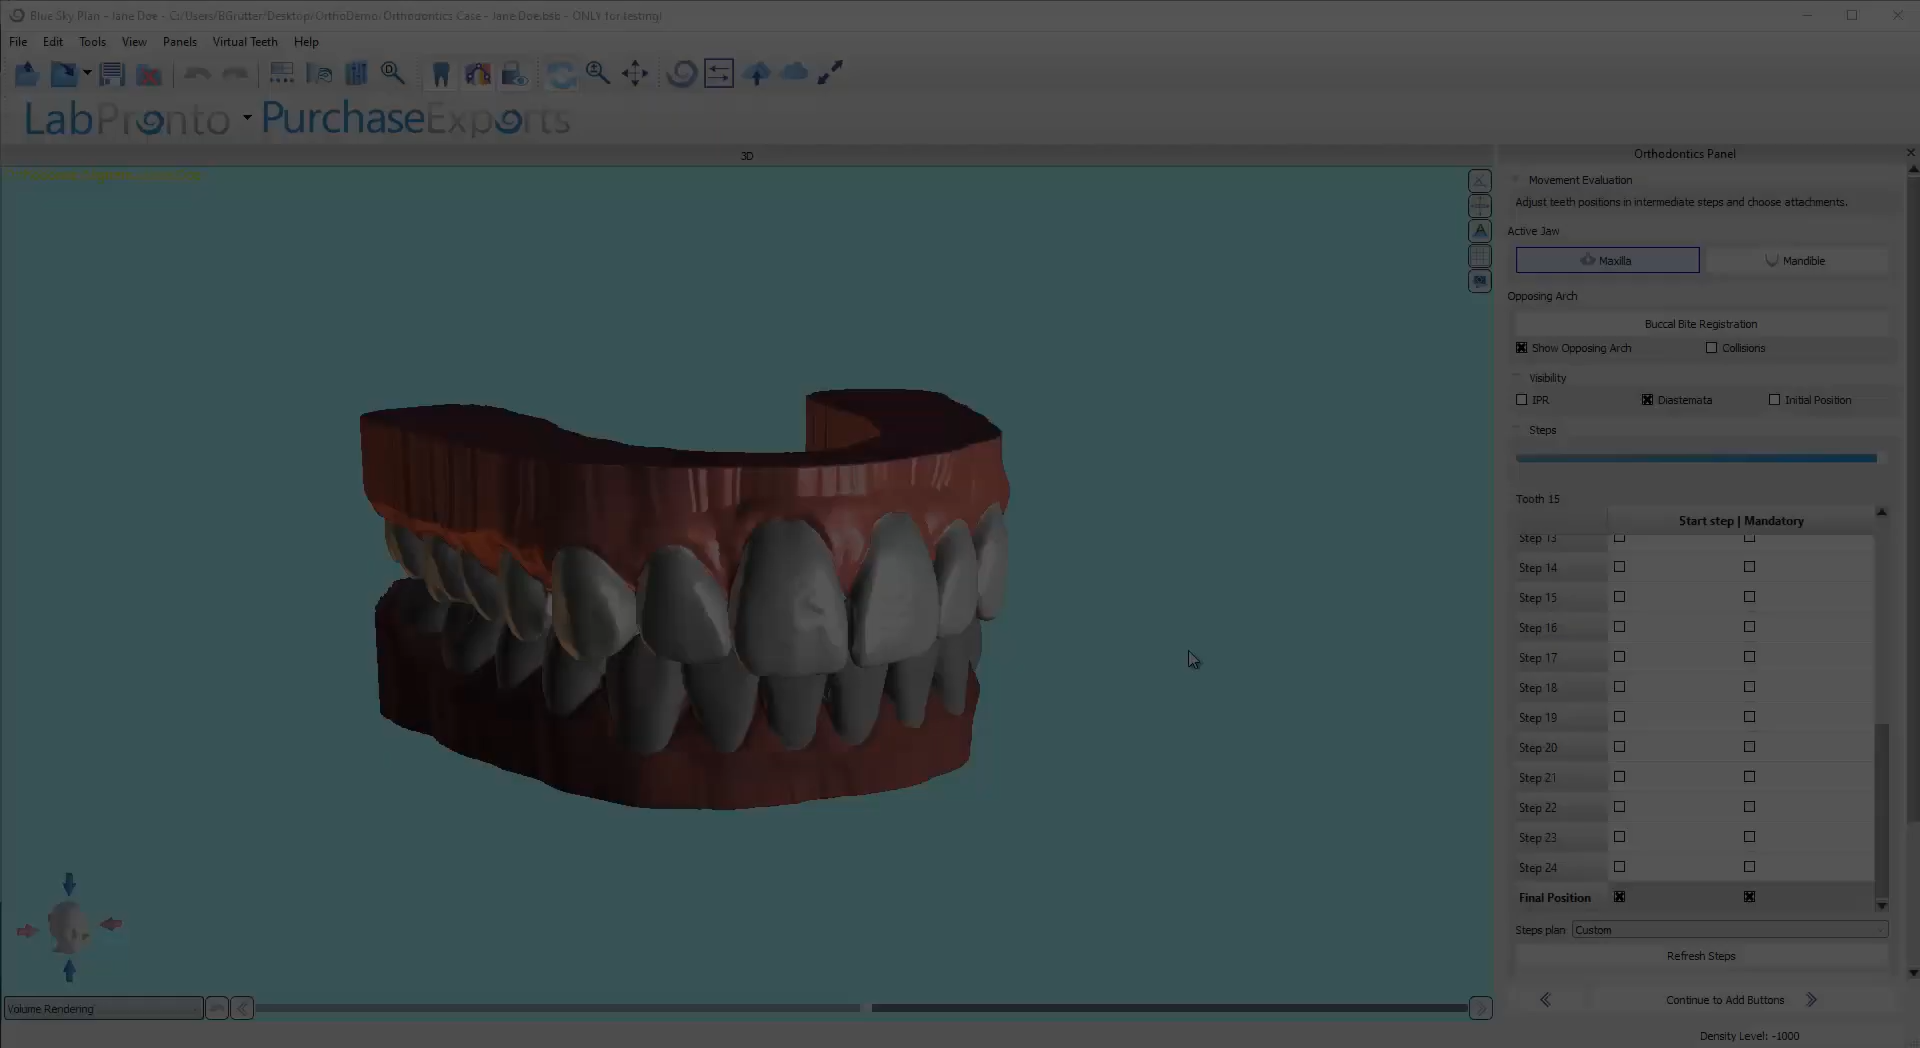 Blue Sky Plan - Jane Doe - C:/Users/BGrutter/Desktop/OrthoDemo/Orthodontics Case - Jane Doe.bsb - ONLY for testing!
File Edit Tools View Panels Virtual Teeth Help
LabPronto PurchaseExports
3D
Orthodontics Panel
Movement Evaluation
Adjust teeth positions in intermediate steps and choose attachments.
Active Jaw
Maxilla Mandible
Opposing Arch
Buccal Bite Registration
Show Opposing Arch Collisions
Visibility
IPR Diastemata Initial Position
Steps
Tooth 15
Start step | Mandatory
Step 13
Step 14
Step 15
Step 16
Step 17
Step 18
Step 19
Step 20
Step 21
Step 22
Step 23
Step 24
Final Position
Steps plan Custom
Refresh Steps
Continue to Add Buttons
Volume Rendering
Density Level: -1000